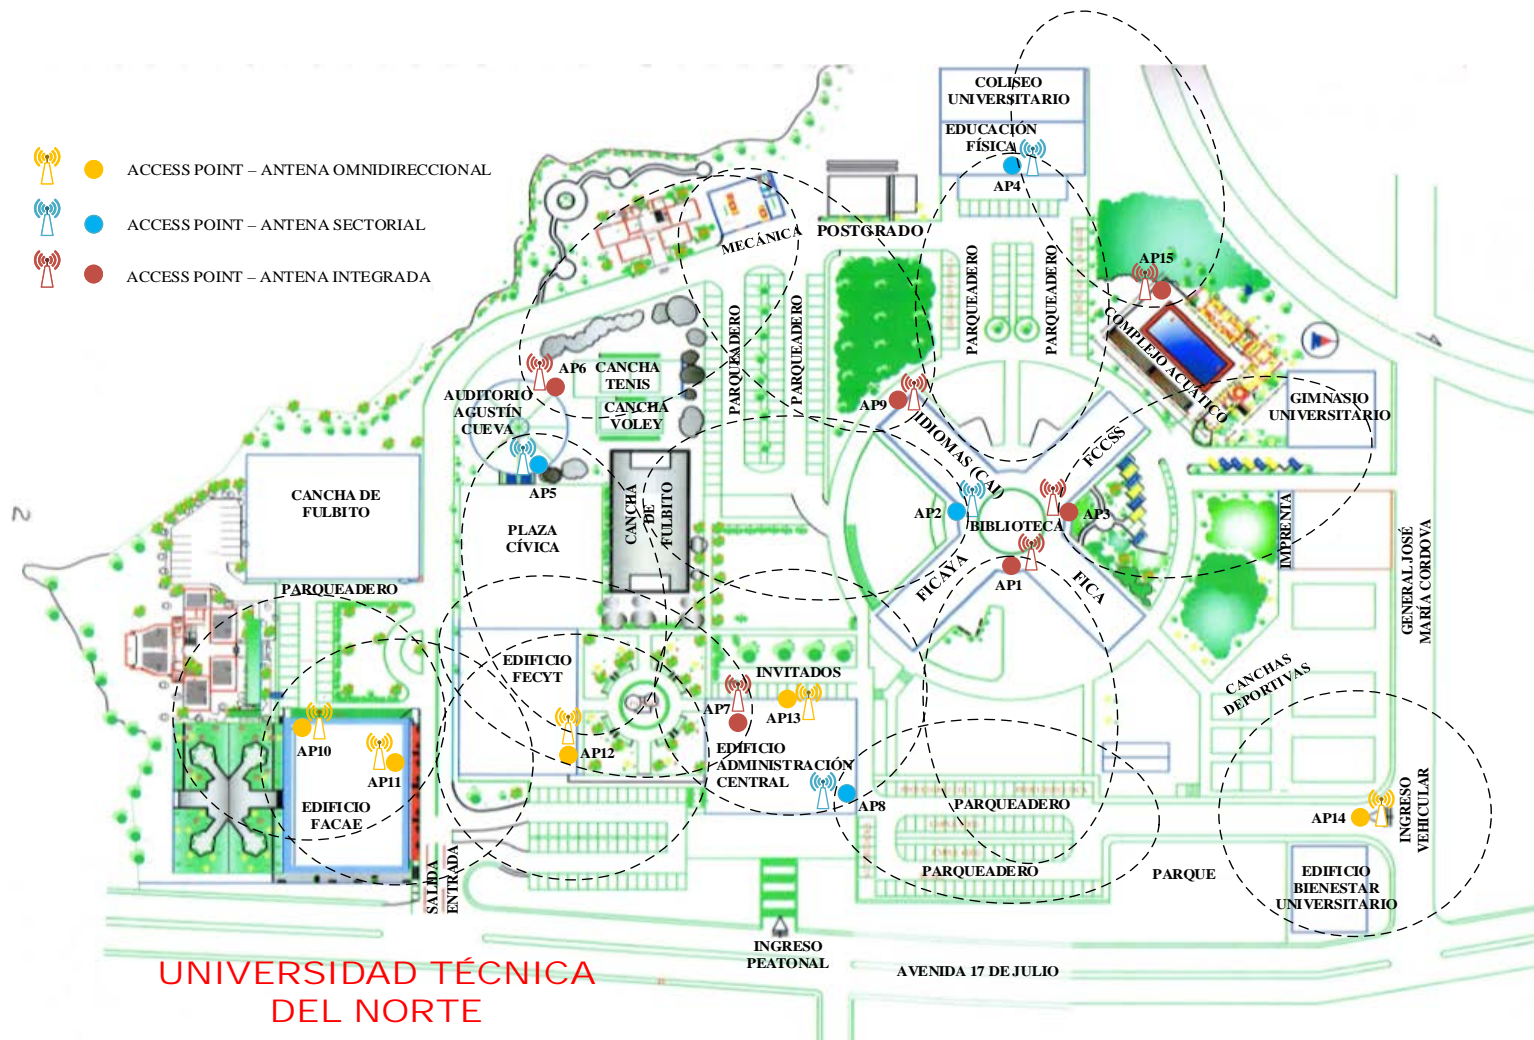 COLISEO
UNIVERSITARIO
EDUCACIÓN
FÍSICA
AP4
ACCESS POINT – ANTENA OMNIDIRECCIONAL
ACCESS POINT – ANTENA SECTORIAL
ACCESS POINT – ANTENA INTEGRADA
MECÁNICA
POSTGRADO
PARQUEADERO
PARQUEADERO
AP15
COMPLEJO ACUÁTICO
PARQUEADERO
PARQUEADERO
AP6
CANCHA
TENIS
CANCHA
VOLEY
AUDITORIO
AGUSTÍN
CUEVA
AP5
AP9
IDIOMAS (CAI)
FCCSS
GIMNASIO
UNIVERSITARIO
CANCHA DE
FULBITO
PLAZA
CÍVICA
CANCHA
DE
FULBITO
AP2
BIBLIOTECA
AP3
AP1
FICAYA
FICA
IMPRENTA
GENERAL JOSÉ
MARÍA CORDOVA
2
PARQUEADERO
EDIFICIO
FECYT
INVITADOS
CANCHAS
DEPORTIVAS
AP7
AP13
AP10
AP11
AP12
EDIFICIO
ADMINISTRACIÓN
CENTRAL
AP8
EDIFICIO
FACAE
PARQUEADERO
PARQUEADERO
AP14
INGRESO
VEHICULAR
SALIDA
ENTRADA
PARQUE
EDIFICIO
BIENESTAR
UNIVERSITARIO
INGRESO
PEATONAL
AVENIDA 17 DE JULIO
UNIVERSIDAD TÉCNICA
DEL NORTE